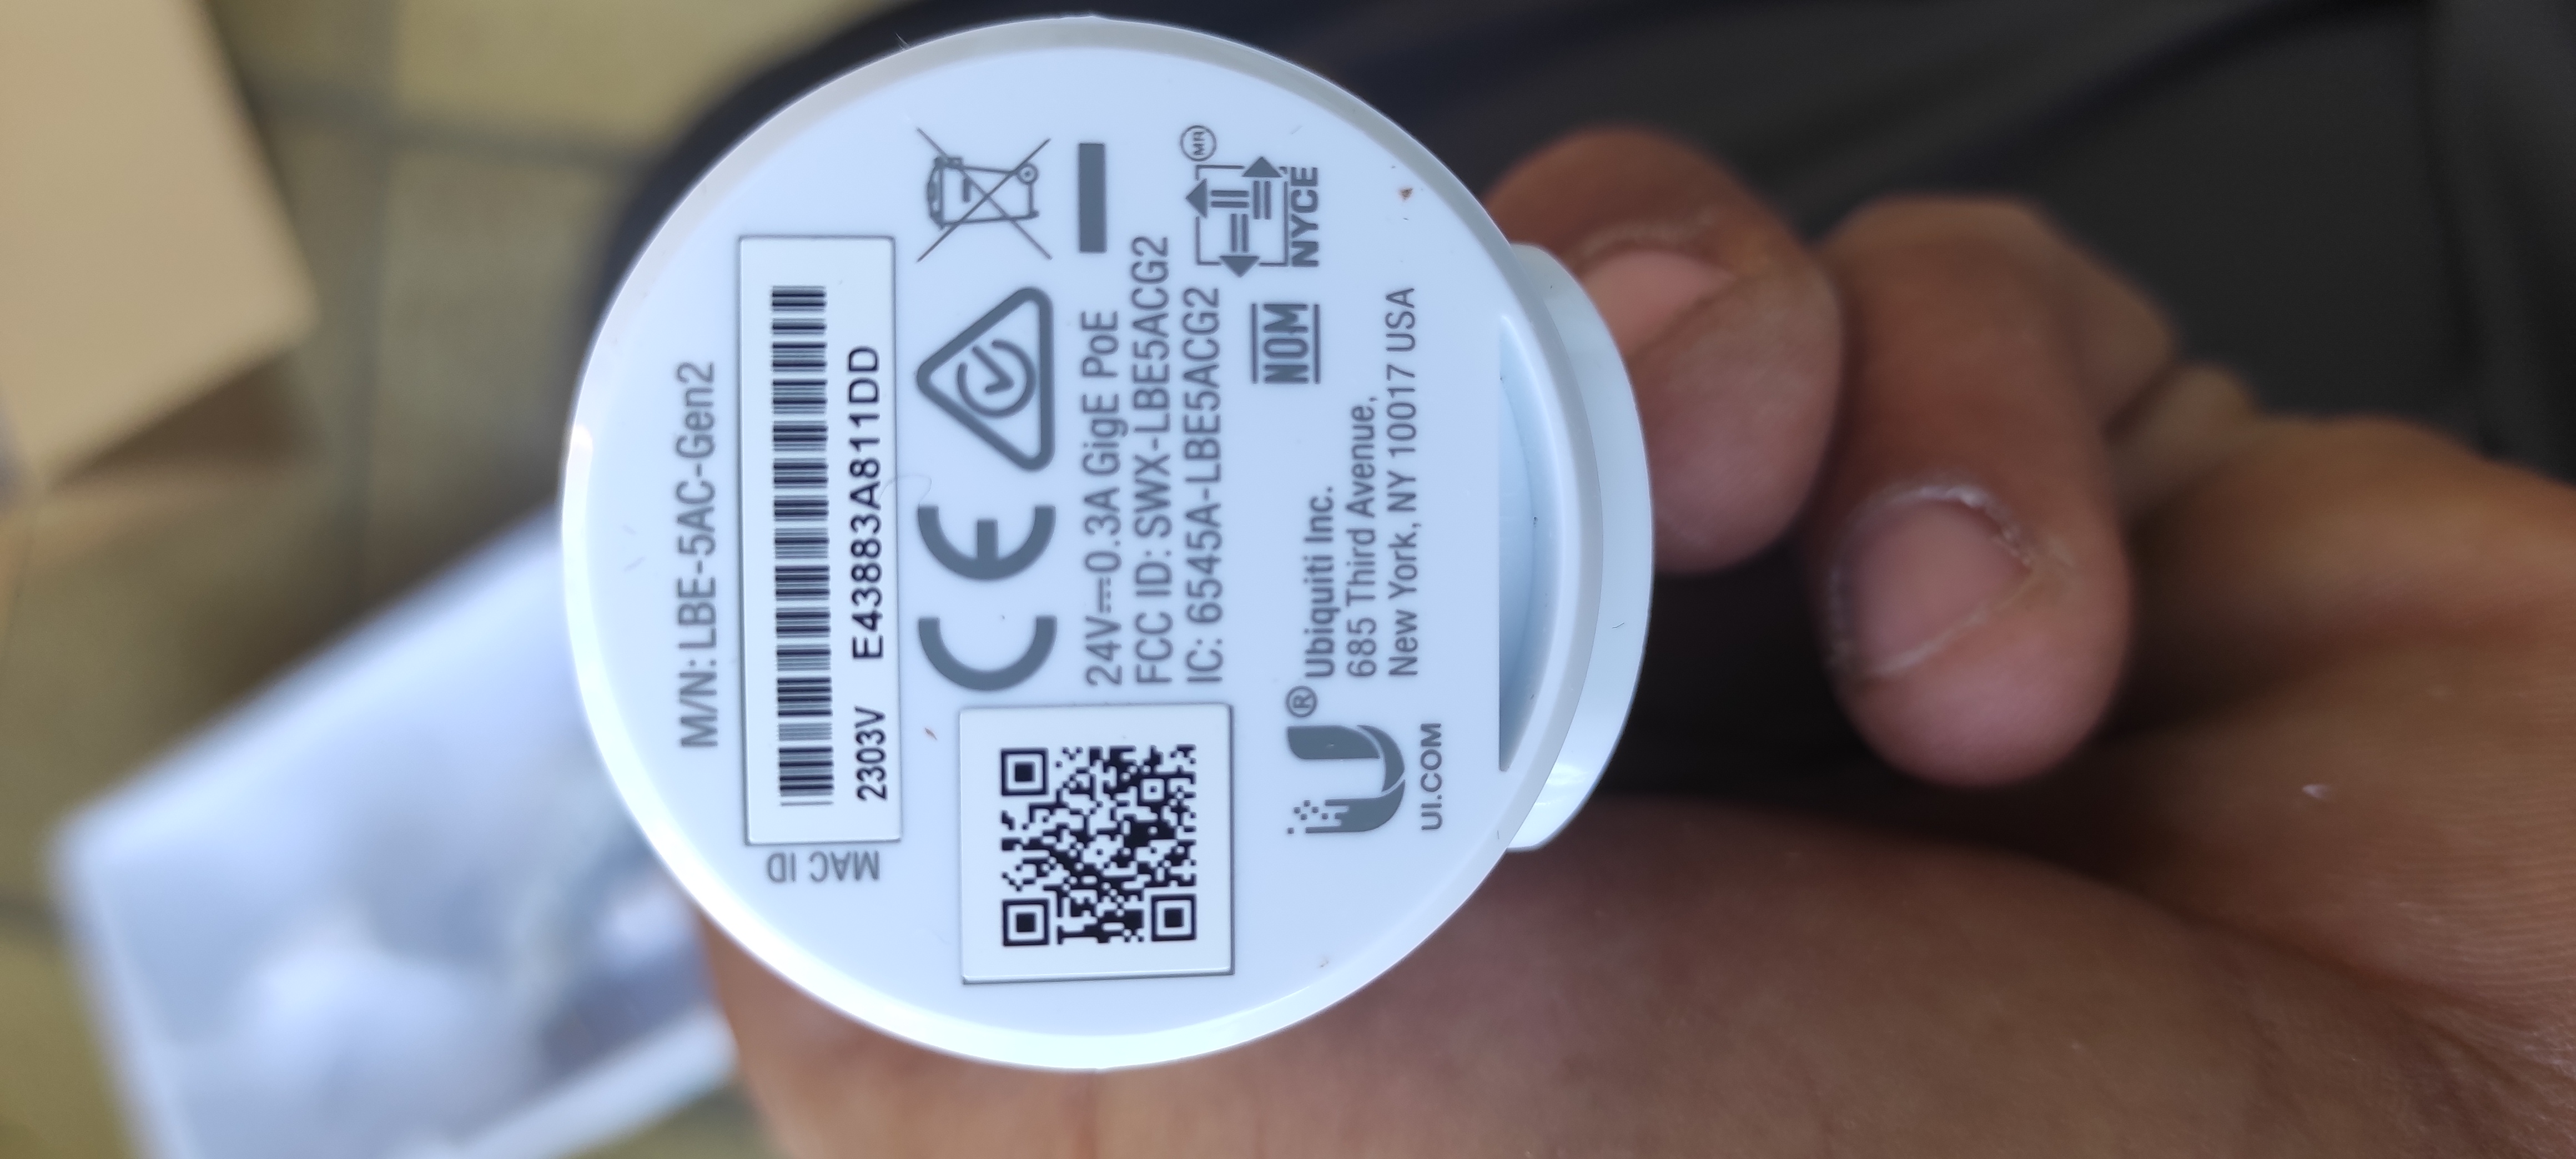 M/N: LBE-5AC-Gen2
MAC ID
2303V E43883A811DD
24V⎓0.3A GigE PoE
FCC ID: SWX-LBE5ACG2
IC: 6545A-LBE5ACG2
NOM
NYCE
MR
® Ubiquiti Inc.
685 Third Avenue,
New York, NY 10017 USA
UI.COM